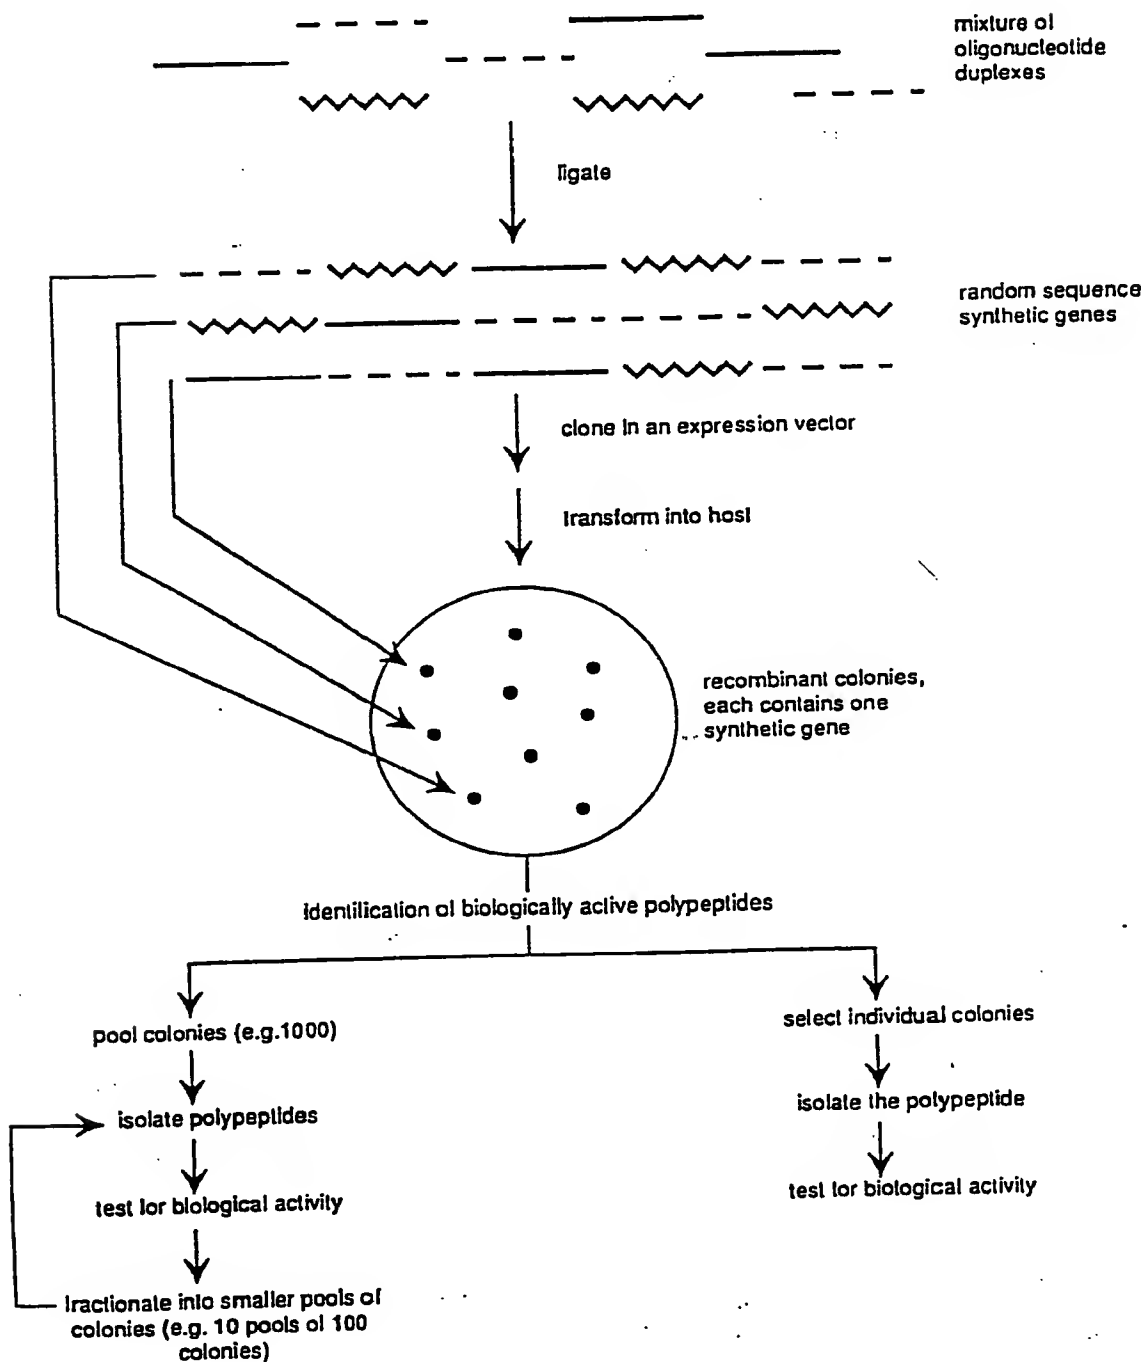 mixture of
oligonucleotide
duplexes
ligate
random sequence
synthetic genes
clone in an expression vector
transform into host
recombinant colonies,
each contains one
synthetic gene
identification of biologically active polypeptides
pool colonies (e.g.1000)
select individual colonies
isolate polypeptides
isolate the polypeptide
test for biological activity
test for biological activity
fractionate into smaller pools of
colonies (e.g. 10 pools of 100
colonies)